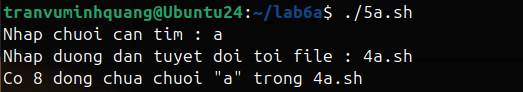 tranvuminhquang@Ubuntu24:~/lab6a$ ./5a.sh
Nhap chuoi can tim : a
Nhap duong dan tuyet doi toi file : 4a.sh
Co 8 dong chua chuoi "a" trong 4a.sh